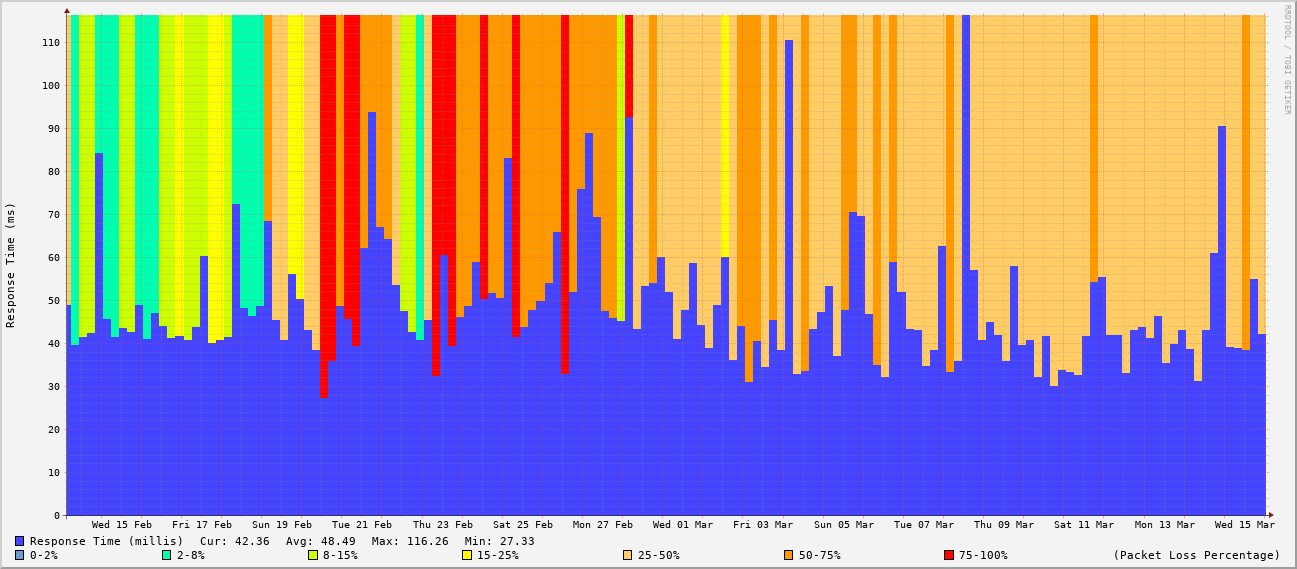 RRDTOOL / TOBI OETIKER
Response Time (ms)
110
100
90
80
70
60
50
40
30
20
10
0
Wed 15 Feb Fri 17 Feb Sun 19 Feb Tue 21 Feb Thu 23 Feb Sat 25 Feb Mon 27 Feb Wed 01 Mar Fri 03 Mar Sun 05 Mar Tue 07 Mar Thu 09 Mar Sat 11 Mar Mon 13 Mar Wed 15 Mar
Response Time (millis) Cur: 42.36 Avg: 48.49 Max: 116.26 Min: 27.33
0-2% 2-8% 8-15% 15-25% 25-50% 50-75% 75-100% (Packet Loss Percentage)